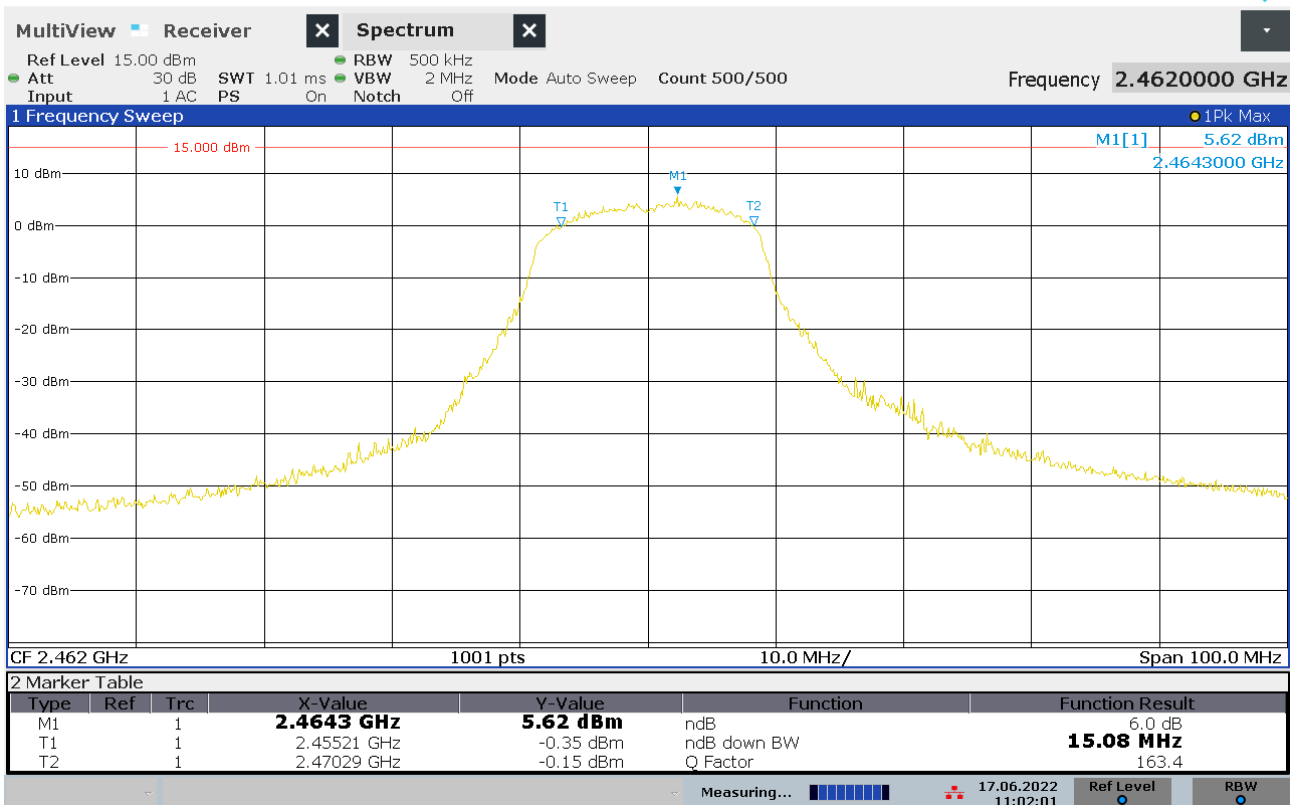 MultiView Receiver X Spectrum X
Ref Level 15.00 dBm RBW 500 kHz
Att 30 dB SWT 1.01 ms VBW 2 MHz Mode Auto Sweep Count 500/500 Frequency 2.4620000 GHz
Input 1 AC PS On Notch Off
1 Frequency Sweep 1Pk Max
15.000 dBm M1[1] 5.62 dBm
2.4643000 GHz
10 dBm
M1
T1 T2
0 dBm
-10 dBm
-20 dBm
-30 dBm
-40 dBm
-50 dBm
-60 dBm
-70 dBm
CF 2.462 GHz 1001 pts 10.0 MHz/ Span 100.0 MHz
2 Marker Table
Type Ref Trc X-Value Y-Value Function Function Result
M1 1 2.4643 GHz 5.62 dBm ndB 6.0 dB
T1 1 2.45521 GHz -0.35 dBm ndB down BW 15.08 MHz
T2 1 2.47029 GHz -0.15 dBm Q Factor 163.4
Measuring... 17.06.2022 Ref Level RBW
11:02:01